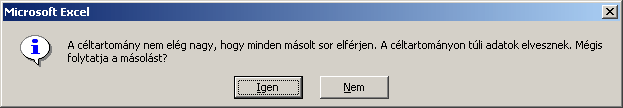 Microsoft Excel
A céltartomány nem elég nagy, hogy minden másolt sor elférjen. A céltartományon túli adatok elvesznek. Mégis
folytatja a másolást?
Igen
Nem